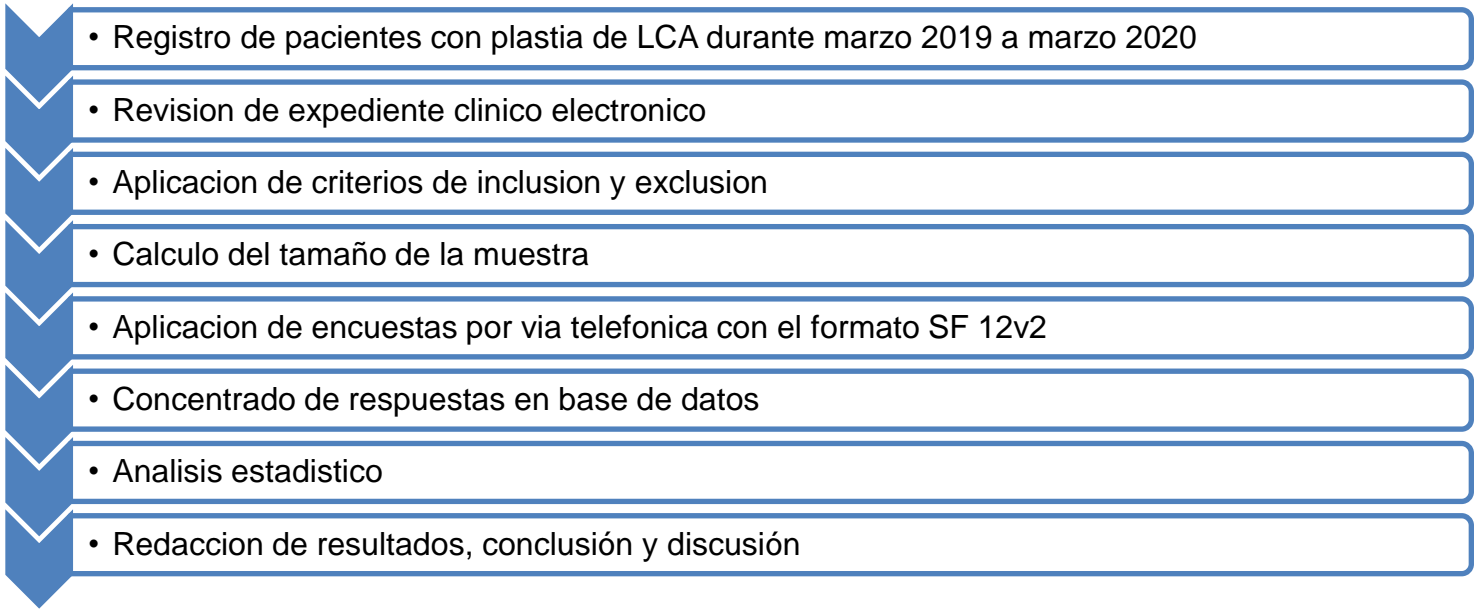 • Registro de pacientes con plastia de LCA durante marzo 2019 a marzo 2020
• Revision de expediente clinico electronico
• Aplicacion de criterios de inclusion y exclusion
• Calculo del tamaño de la muestra
• Aplicacion de encuestas por via telefonica con el formato SF 12v2
• Concentrado de respuestas en base de datos
• Analisis estadistico
• Redaccion de resultados, conclusión y discusión